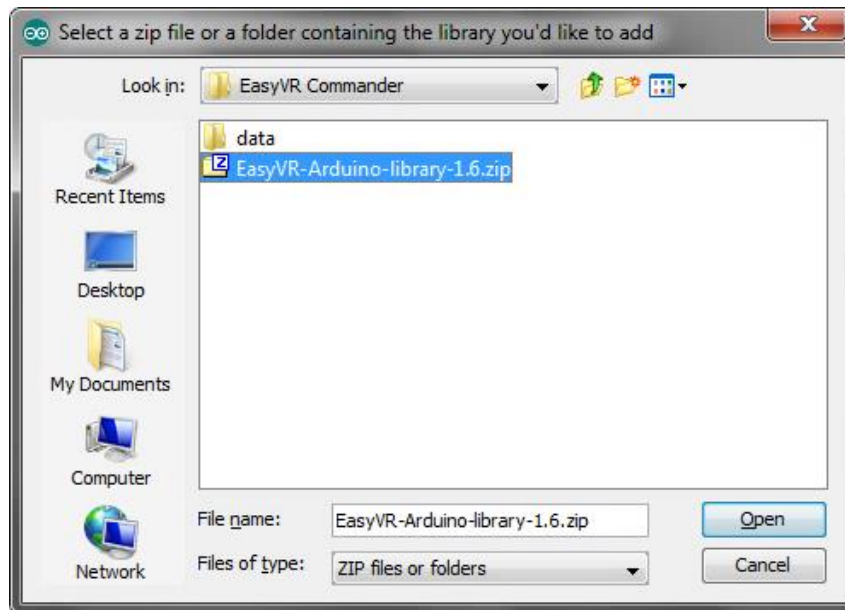 Select a zip file or a folder containing the library you'd like to add
Look in: EasyVR Commander
data
EasyVR-Arduino-library-1.6.zip
Recent Items
Desktop
My Documents
Computer
Network
File name: EasyVR-Arduino-library-1.6.zip Open
Files of type: ZIP files or folders Cancel